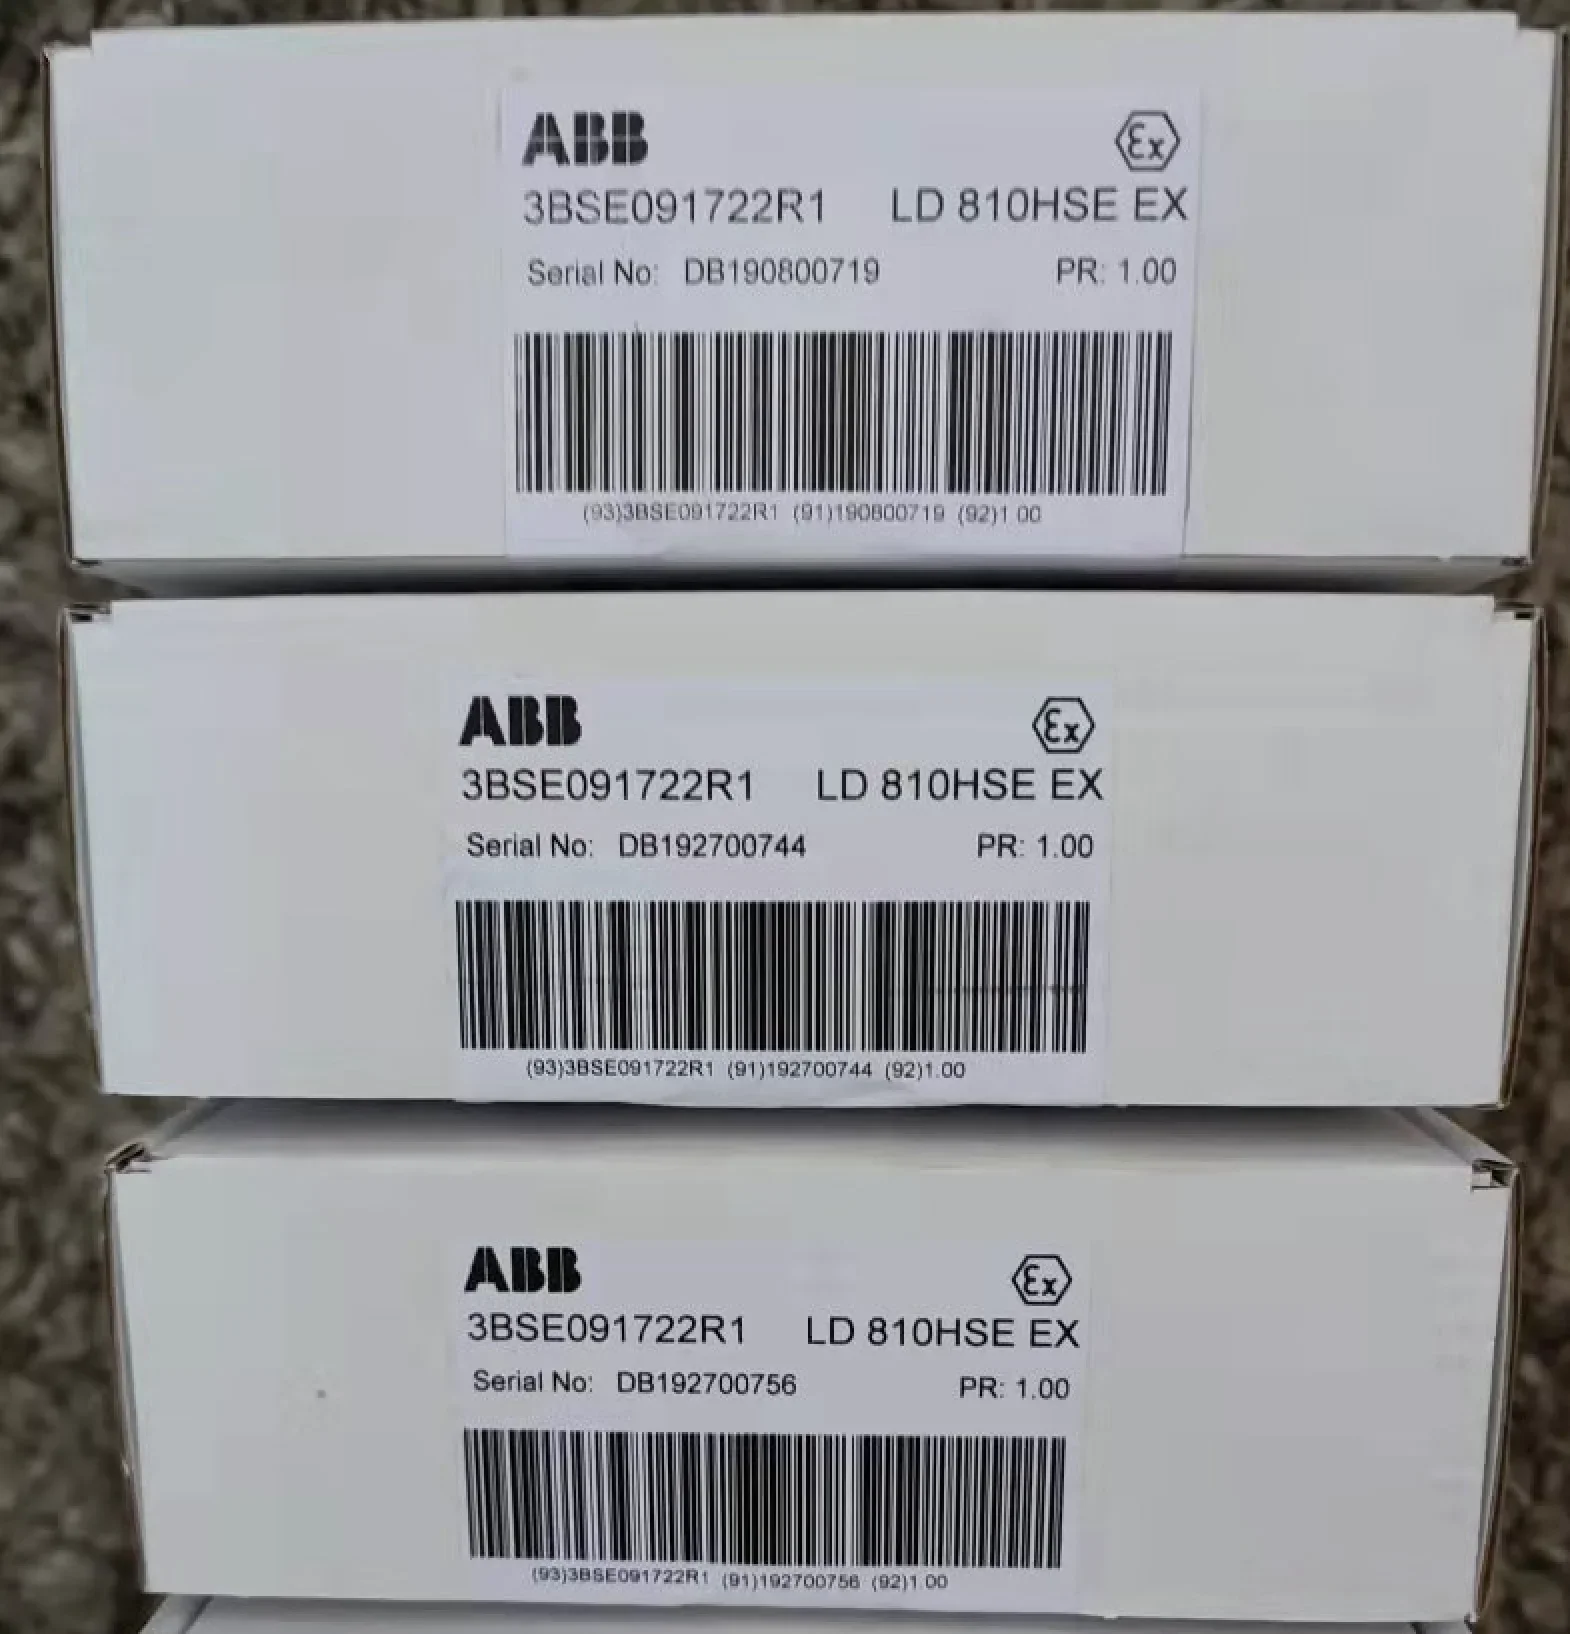 ABB
Ex
3BSE091722R1 LD 810HSE EX
Serial No: DB190800719 PR: 1.00
(93)3BSE091722R1 (91)190800719 (92)1.00
ABB
Ex
3BSE091722R1 LD 810HSE EX
Serial No: DB192700744 PR: 1.00
(93)3BSE091722R1 (91)192700744 (92)1.00
ABB
Ex
3BSE091722R1 LD 810HSE EX
Serial No: DB192700756 PR: 1.00
(93)3BSE091722R1 (91)192700756 (92)1.00